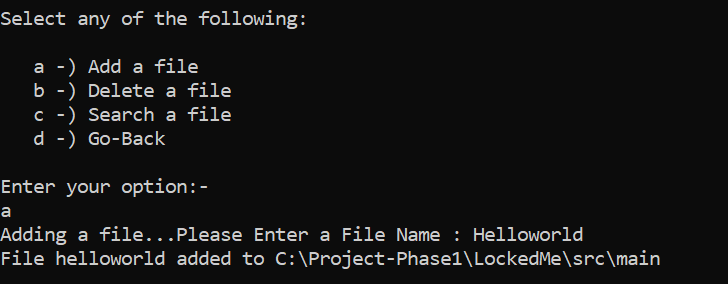 Select any of the following:
a -) Add a file
b -) Delete a file
c -) Search a file
d -) Go-Back
Enter your option:-
a
Adding a file...Please Enter a File Name : Helloworld
File helloworld added to C:\Project-Phase1\LockedMe\src\main